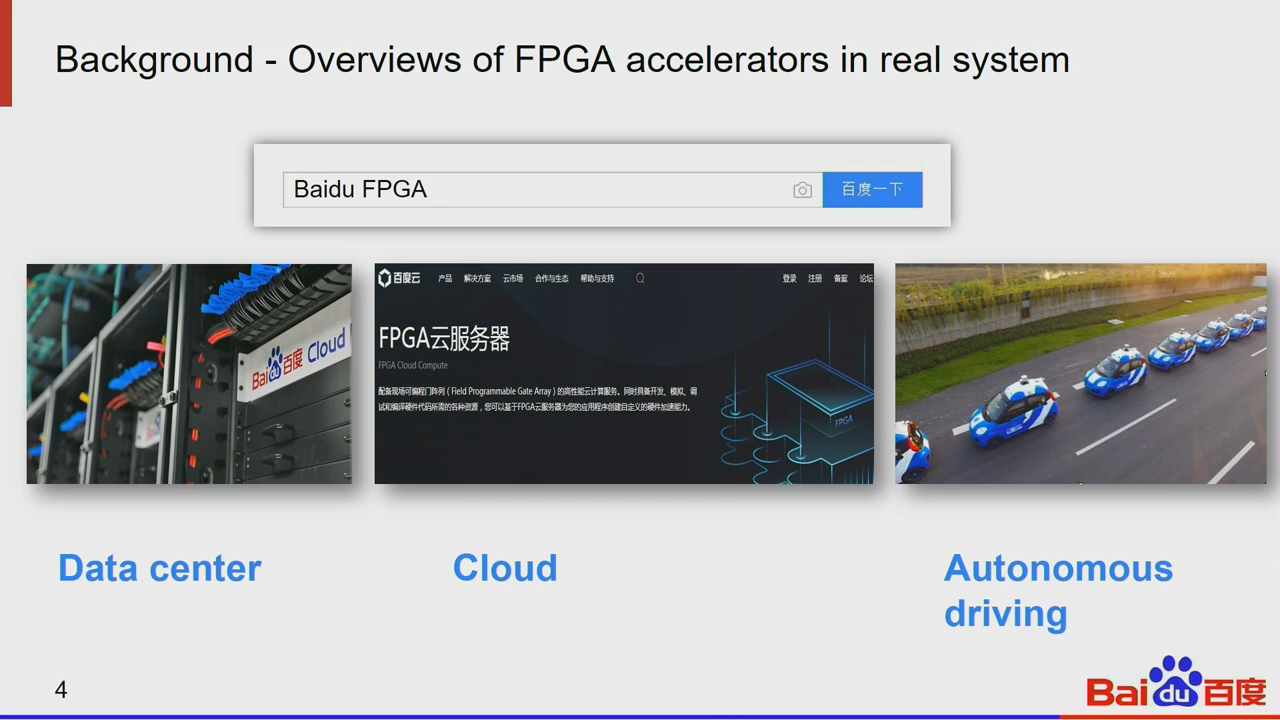 Background - Overviews of FPGA accelerators in real system
Baidu FPGA
百度一下
Bai du 百度 Cloud
百度云 产品 解决方案 云市场 合作与生态 帮助与支持 登录 注册 备案 论坛
FPGA云服务器
FPGA Cloud Compute
配备现场可编程门阵列 ( Field Programmable Gate Array ) 的高性能云计算服务。同时具备开发、模拟、调
试和编译硬件代码所需的各种资源 , 您可以基于FPGA云服务器为您的应用程序创建自定义的硬件加速能力。
FPGA
Data center
Cloud
Autonomous
driving
4
Bai du 百度